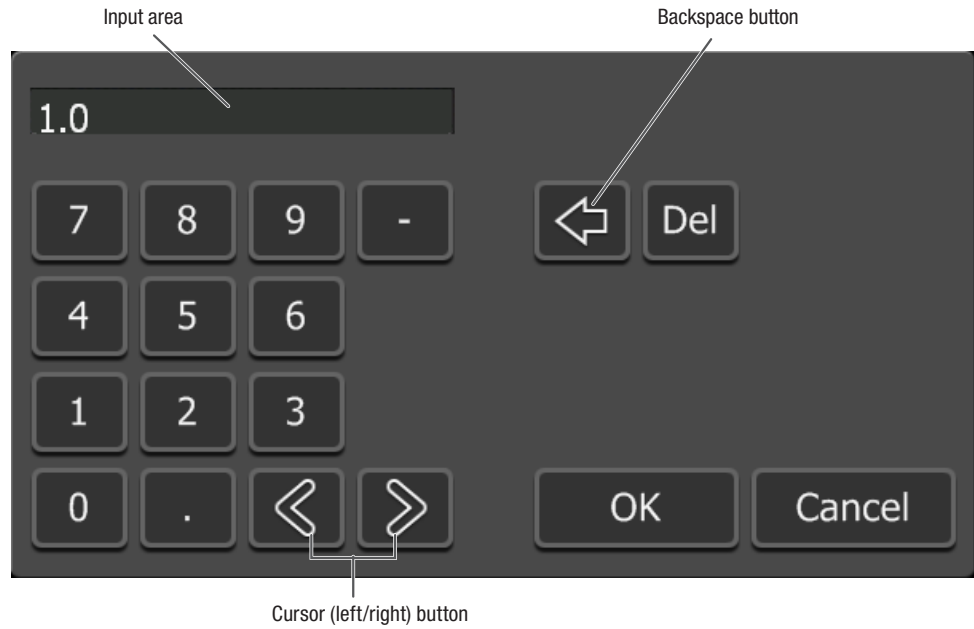 Input area Backspace button
1.0
7 8 9 - Del
4 5 6
1 2 3
0 . OK Cancel
Cursor (left/right) button